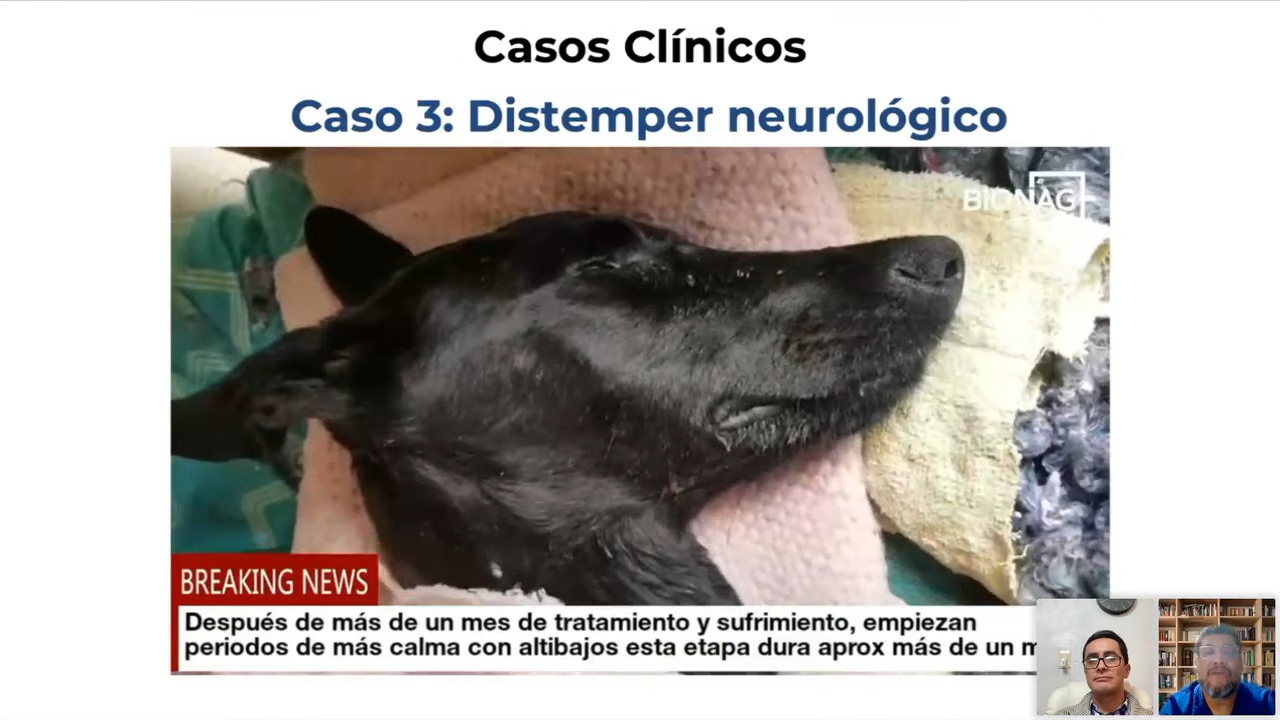 Casos Clínicos
Caso 3: Distemper neurológico
BIONAG
BREAKING NEWS
Después de más de un mes de tratamiento y sufrimiento, empiezan
periodos de más calma con altibajos esta etapa dura aprox más de un m